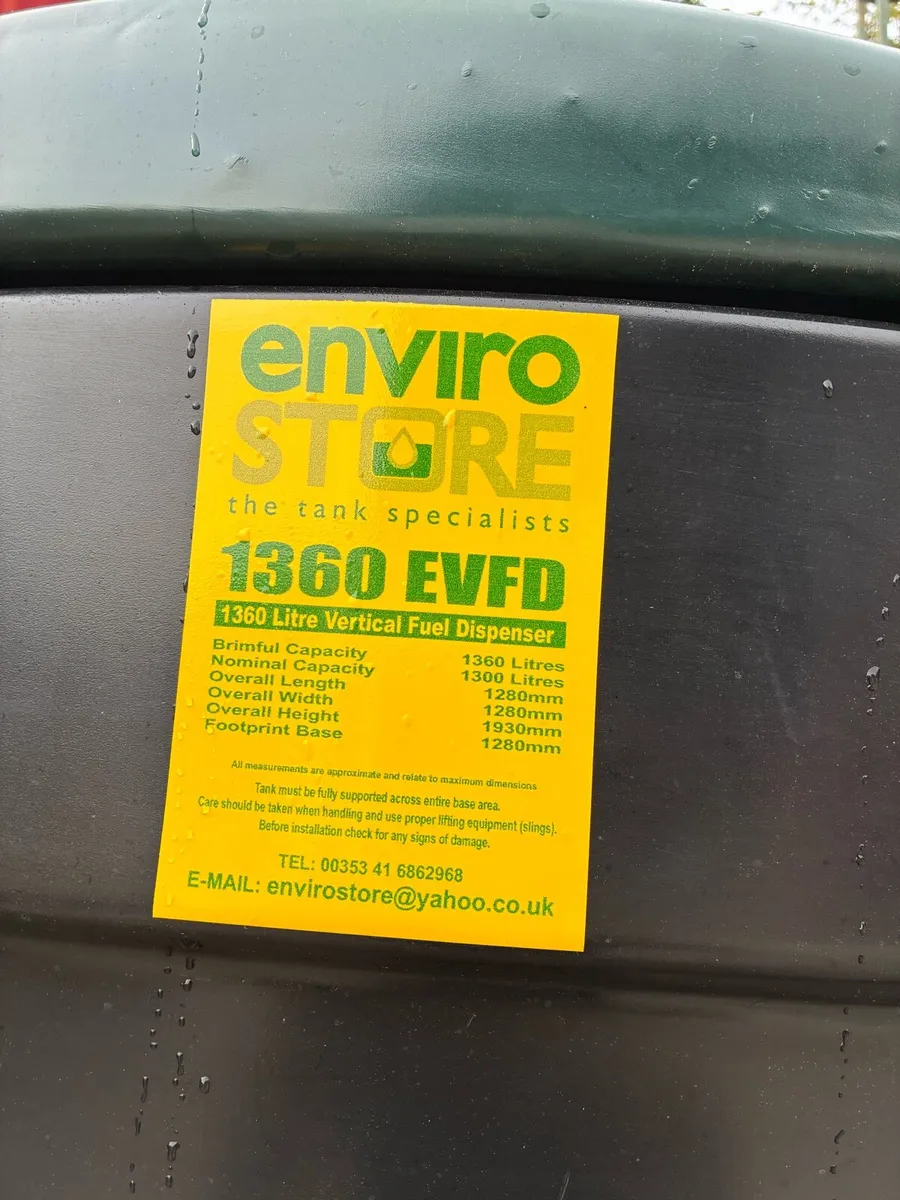 enviro
STORE
the tank specialists
1360 EVFD
1360 Litre Vertical Fuel Dispenser
Brimful Capacity 1360 Litres
Nominal Capacity 1300 Litres
Overall Length 1280mm
Overall Width 1280mm
Overall Height 1930mm
Footprint Base 1280mm
All measurements are approximate and relate to maximum dimensions
Tank must be fully supported across entire base area.
Care should be taken when handling and use proper lifting equipment (slings).
Before installation check for any signs of damage.
TEL: 00353 41 6862968
E-MAIL: envirostore@yahoo.co.uk